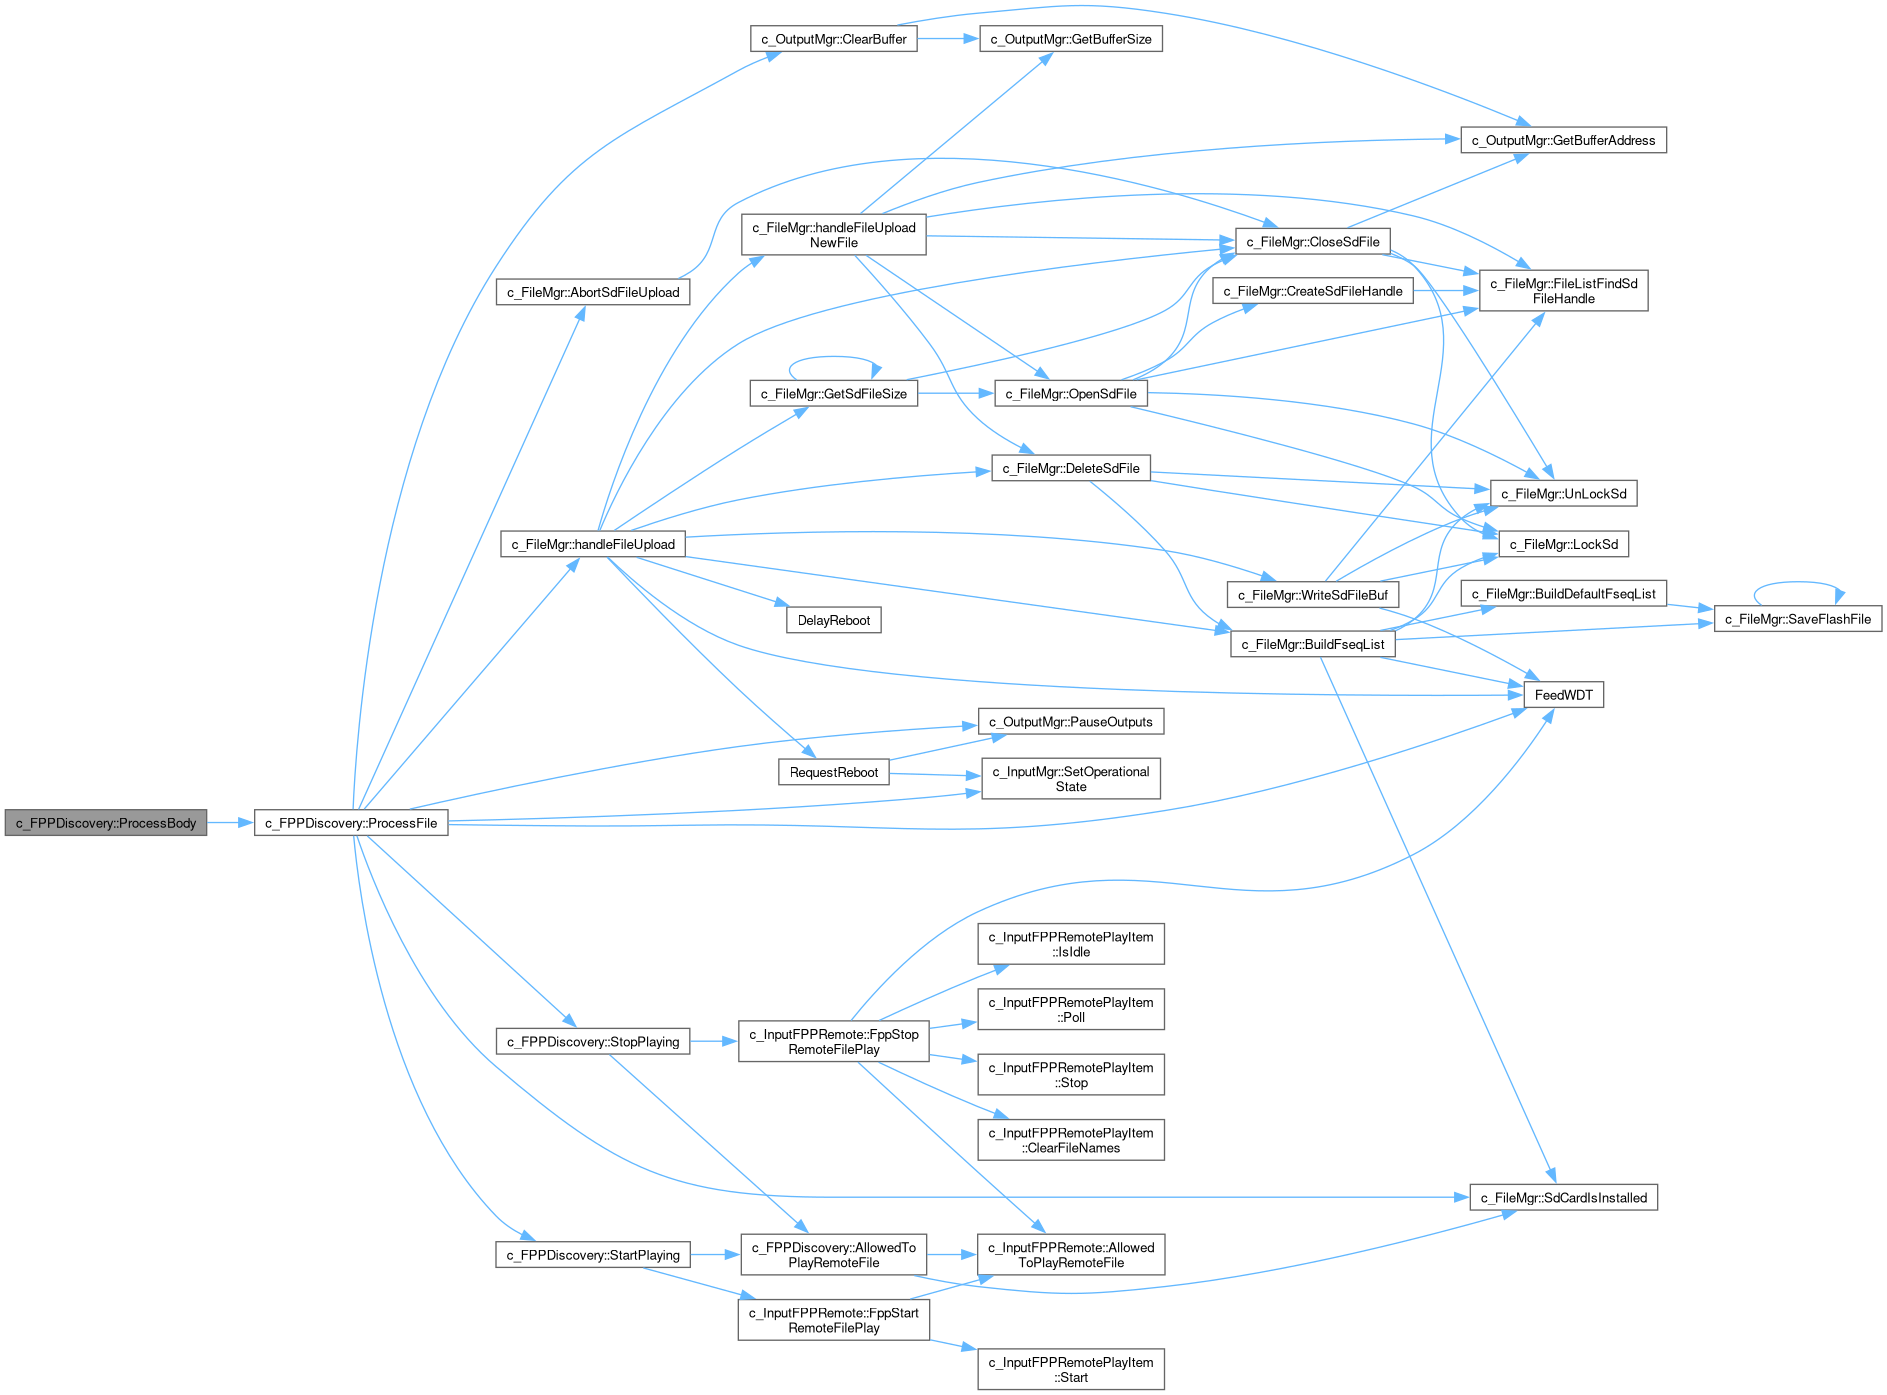 c_OutputMgr::ClearBuffer
c_OutputMgr::GetBufferSize
c_OutputMgr::GetBufferAddress
c_FileMgr::handleFileUpload
NewFile
c_FileMgr::CloseSdFile
c_FileMgr::AbortSdFileUpload
c_FileMgr::CreateSdFileHandle
c_FileMgr::FileListFindSd
FileHandle
c_FileMgr::GetSdFileSize
c_FileMgr::OpenSdFile
c_FileMgr::DeleteSdFile
c_FileMgr::UnLockSd
c_FileMgr::handleFileUpload
c_FileMgr::LockSd
c_FileMgr::WriteSdFileBuf
c_FileMgr::BuildDefaultFseqList
DelayReboot
c_FileMgr::SaveFlashFile
c_FileMgr::BuildFseqList
FeedWDT
c_OutputMgr::PauseOutputs
RequestReboot
c_InputMgr::SetOperational
State
c_FPPDiscovery::ProcessBody
c_FPPDiscovery::ProcessFile
c_InputFPPRemotePlayItem
::IsIdle
c_InputFPPRemotePlayItem
::Poll
c_FPPDiscovery::StopPlaying
c_InputFPPRemote::FppStop
RemoteFilePlay
c_InputFPPRemotePlayItem
::Stop
c_InputFPPRemotePlayItem
::ClearFileNames
c_FileMgr::SdCardIsInstalled
c_FPPDiscovery::StartPlaying
c_FPPDiscovery::AllowedTo
PlayRemoteFile
c_InputFPPRemote::Allowed
ToPlayRemoteFile
c_InputFPPRemote::FppStart
RemoteFilePlay
c_InputFPPRemotePlayItem
::Start